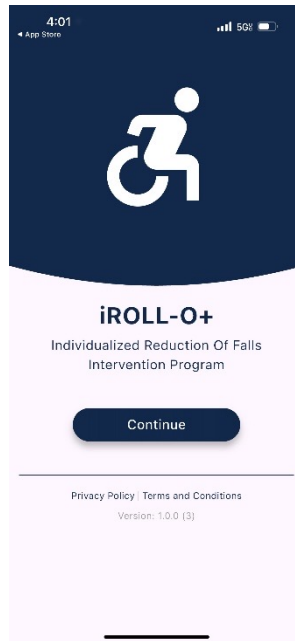 4:01
App Store
5G
iROLL-O+
Individualized Reduction Of Falls
Intervention Program
Continue
Privacy Policy | Terms and Conditions
Version: 1.0.0 (3)